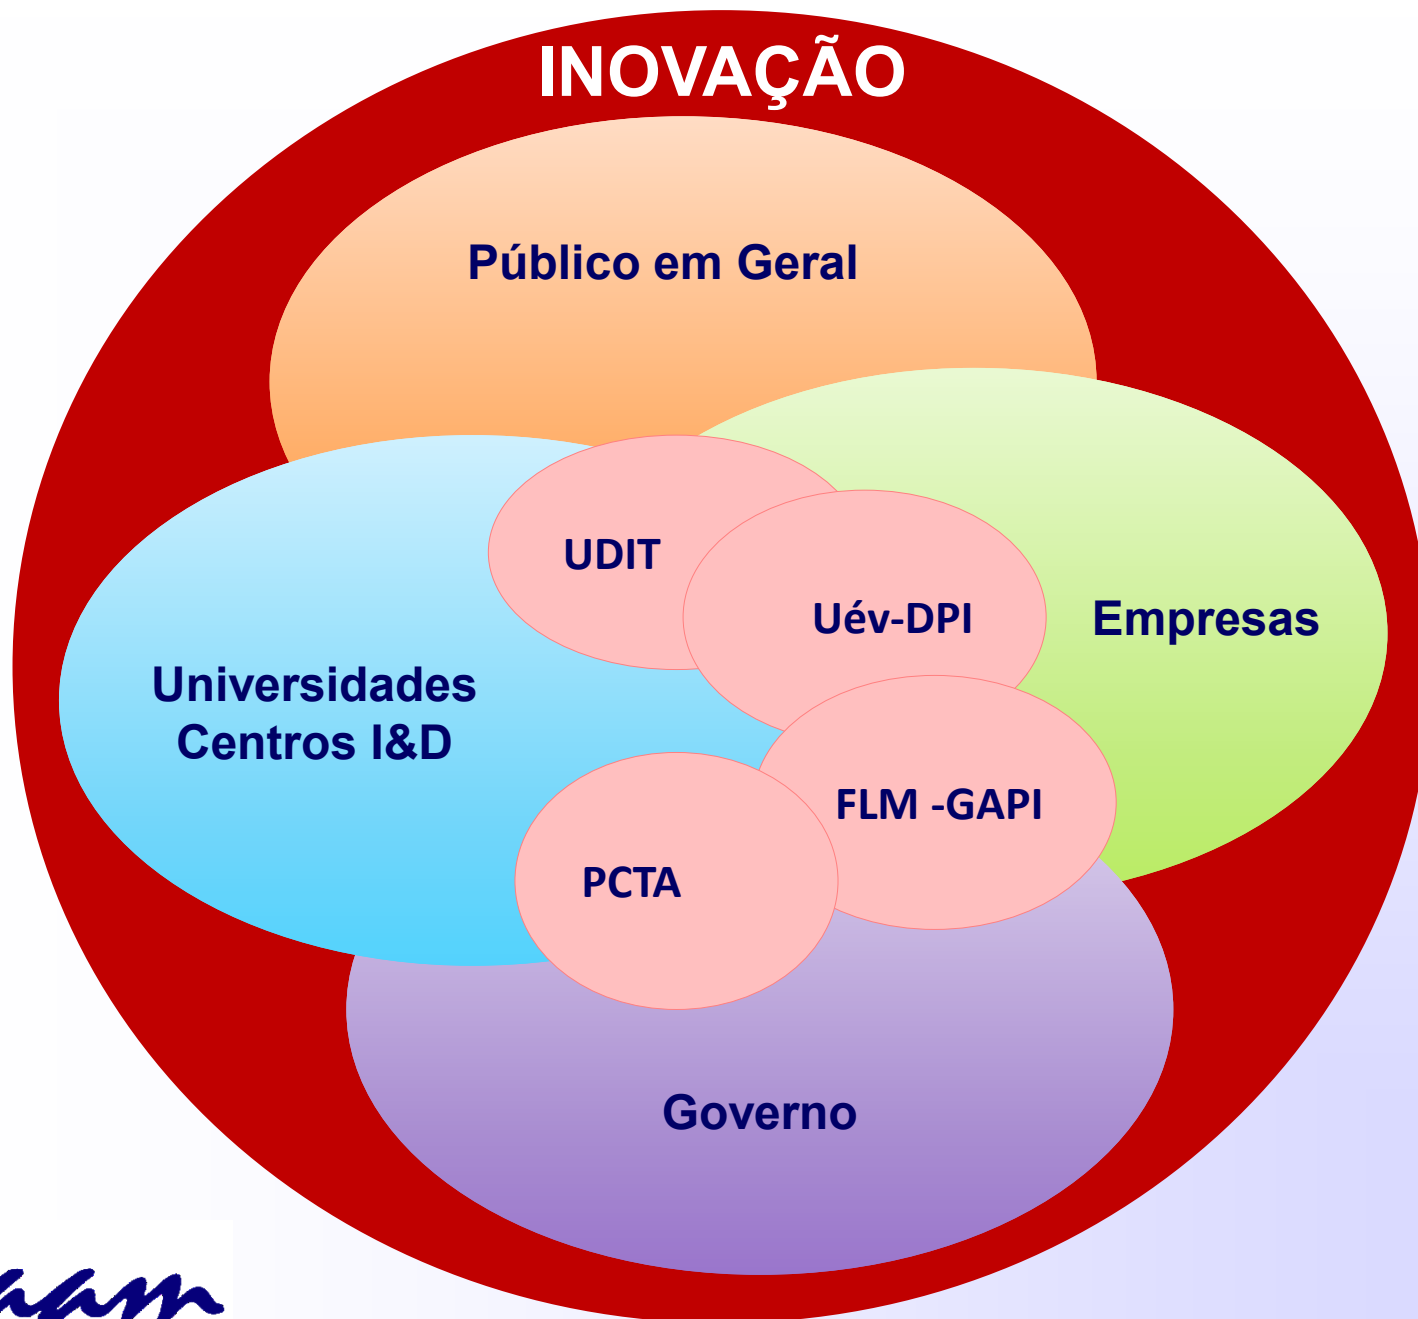 INOVAÇÃO
Público em Geral
UDIT
Uév-DPI
Empresas
Universidades
Centros I&D
FLM -GAPI
PCTA
Governo